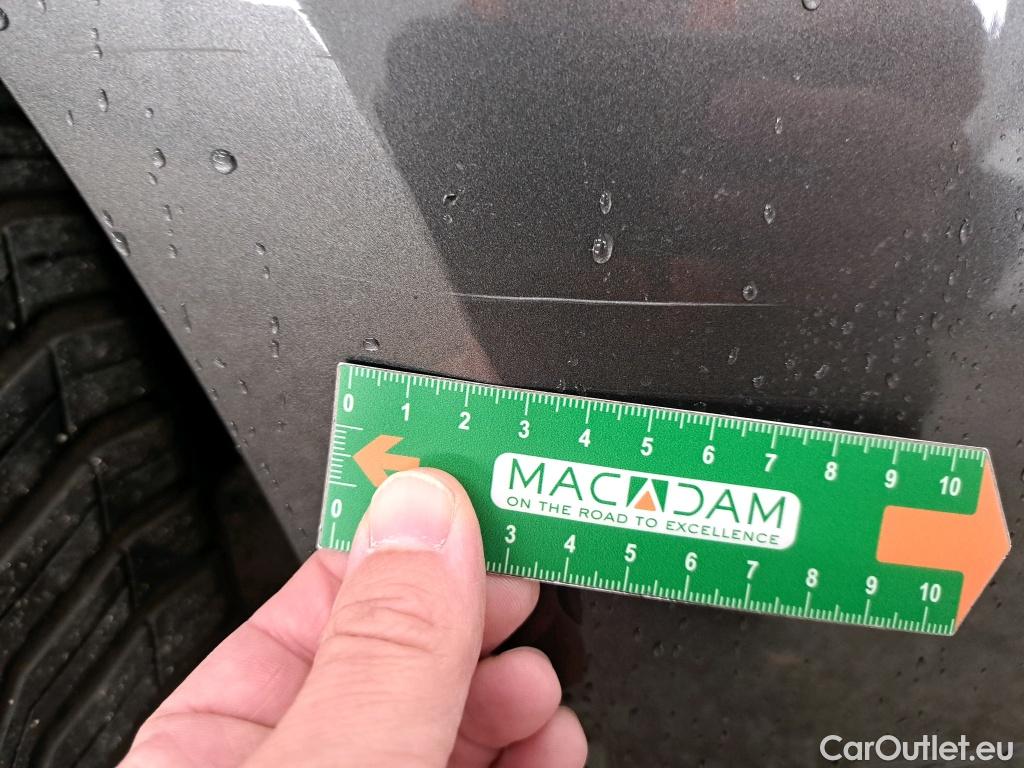 0 1 2 3 4 5 6 7 8 9 10
MACADAM
ON THE ROAD TO EXCELLENCE
0 3 4 5 6 7 8 9 10
CarOutlet.eu